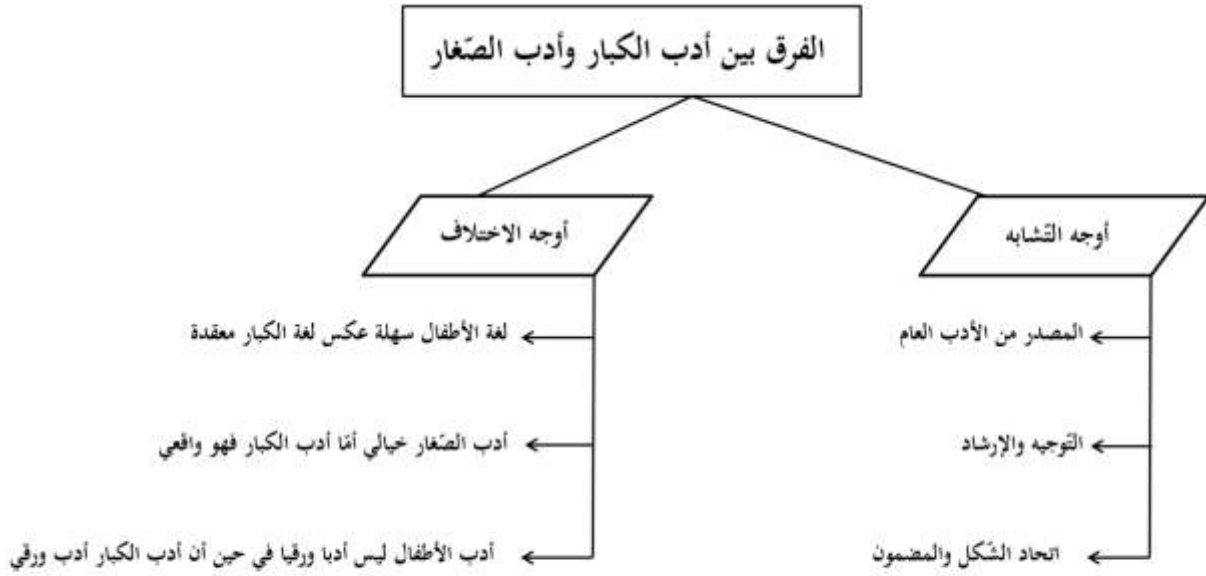 الفرق بين أدب الكبار وأدب الصّغار
أوجه التّشابه
المصدر من الأدب العام
التّوجيه والإرشاد
اتحاد الشّكل والمضمون
أوجه الاختلاف
لغة الأطفال سهلة عكس لغة الكبار معقدة
أدب الصّغار خيالي أمّا أدب الكبار فهو واقعي
أدب الأطفال ليس أدبا ورقيا في حين أن أدب الكبار أدب ورقي